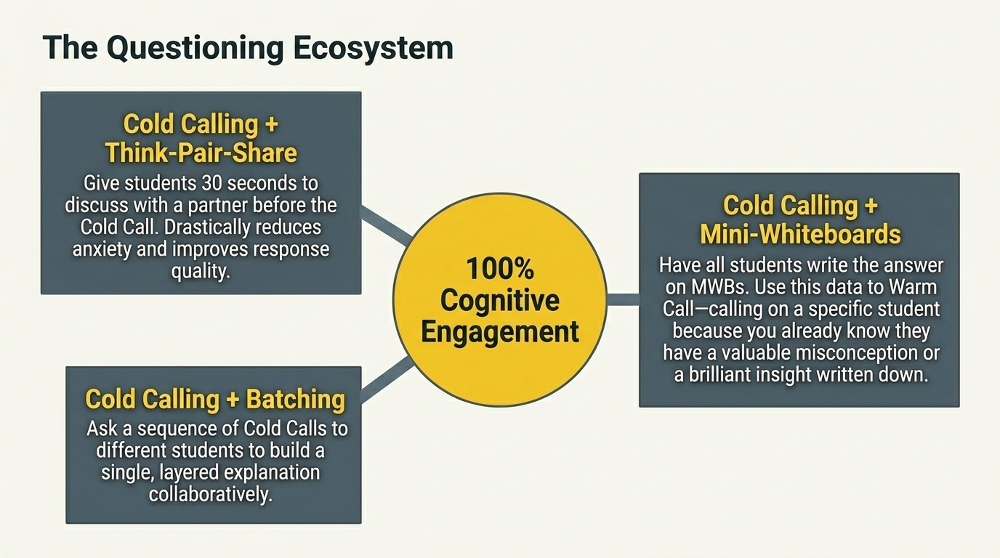 The Questioning Ecosystem
Cold Calling +
Think-Pair-Share
Give students 30 seconds to
discuss with a partner before the
Cold Call. Drastically reduces
anxiety and improves response
quality.
Cold Calling + Batching
Ask a sequence of Cold Calls to
different students to build a
single, layered explanation
collaboratively.
100%
Cognitive
Engagement
Cold Calling +
Mini-Whiteboards
Have all students write the answer
on MWBs. Use this data to Warm
Call—calling on a specific student
because you already know they
have a valuable misconception or
a brilliant insight written down.